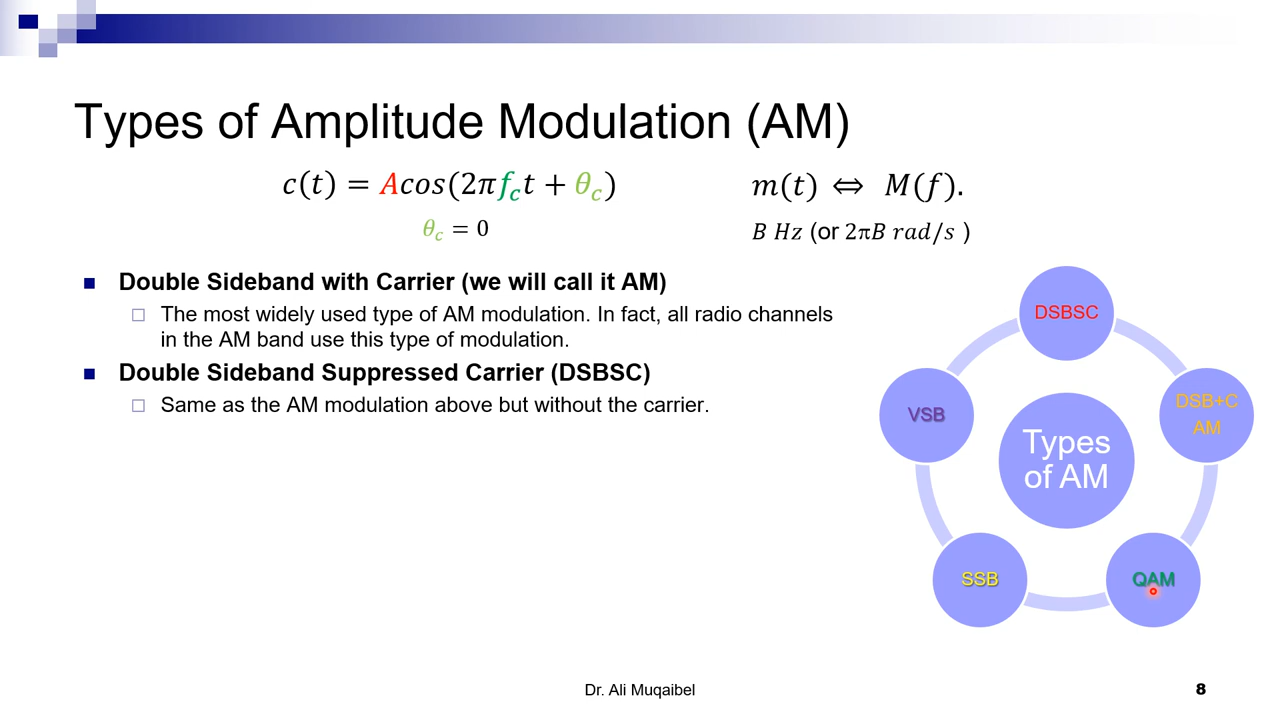 Types of Amplitude Modulation (AM)
c(t) = Acos(2πf_c t + θ_c)
m(t) ⇔ M(f).
θ_c = 0
B Hz (or 2πB rad/s )
Double Sideband with Carrier (we will call it AM)
The most widely used type of AM modulation. In fact, all radio channels
in the AM band use this type of modulation.
Double Sideband Suppressed Carrier (DSBSC)
Same as the AM modulation above but without the carrier.
DSBSC
DSB+C
AM
QAM
SSB
VSB
Types
of AM
Dr. Ali Muqaibel
8